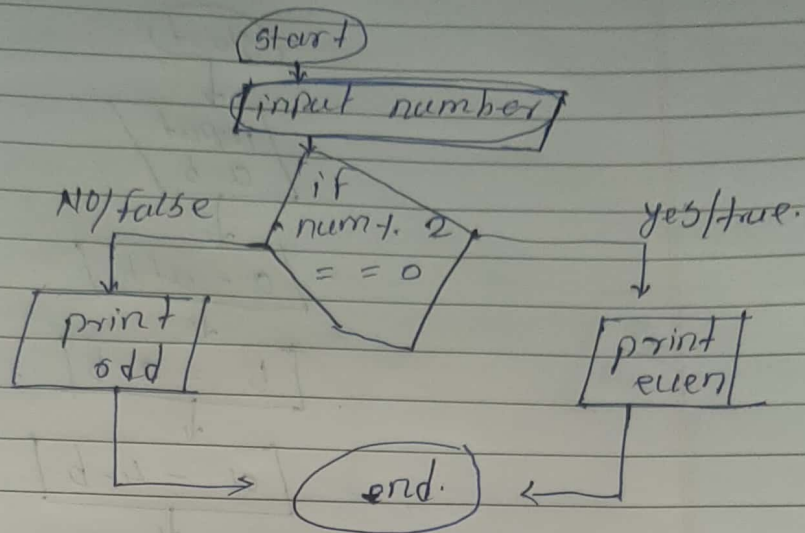 start
input number
if
num % 2
= = 0
No/false
yes/true.
print
odd
print
even
end.